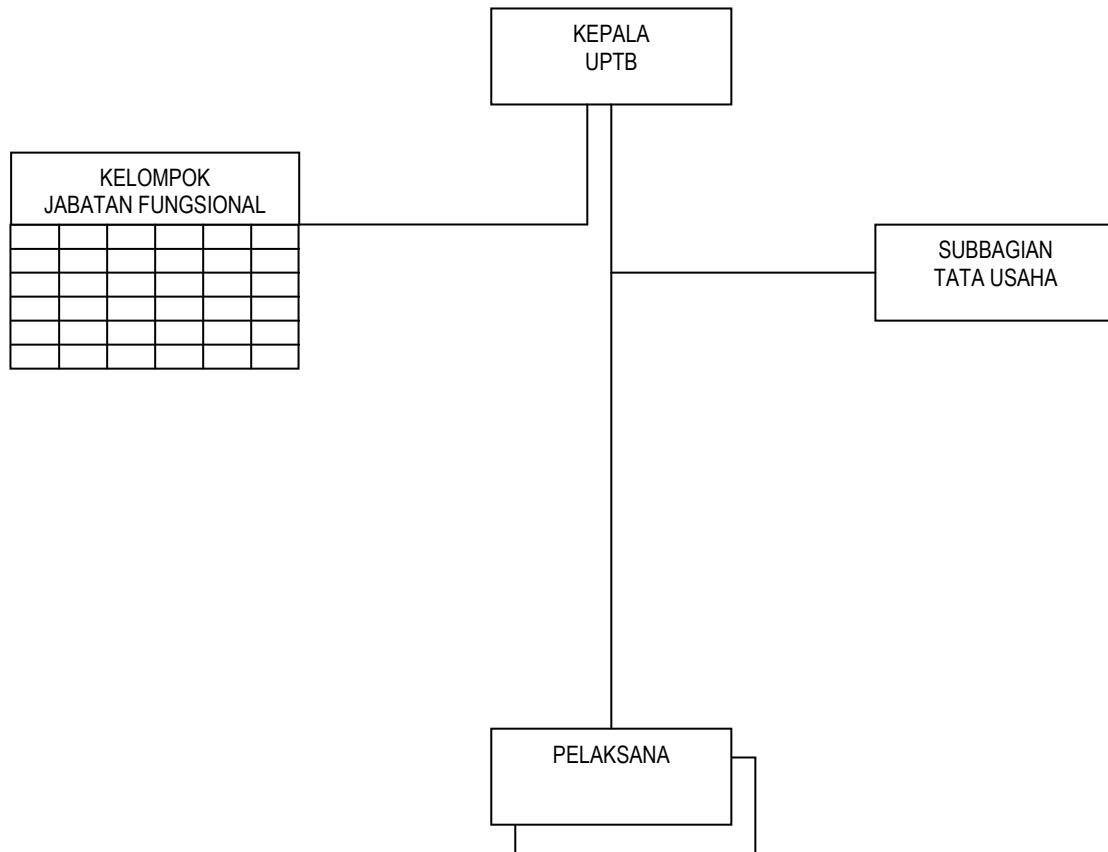 KEPALA
UPTB
KELOMPOK
JABATAN FUNGSIONAL
SUBBAGIAN
TATA USAHA
PELAKSANA